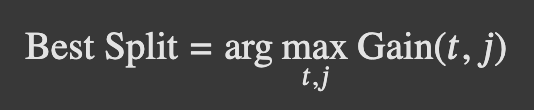 Best Split = arg max Gain(t, j)
t,j